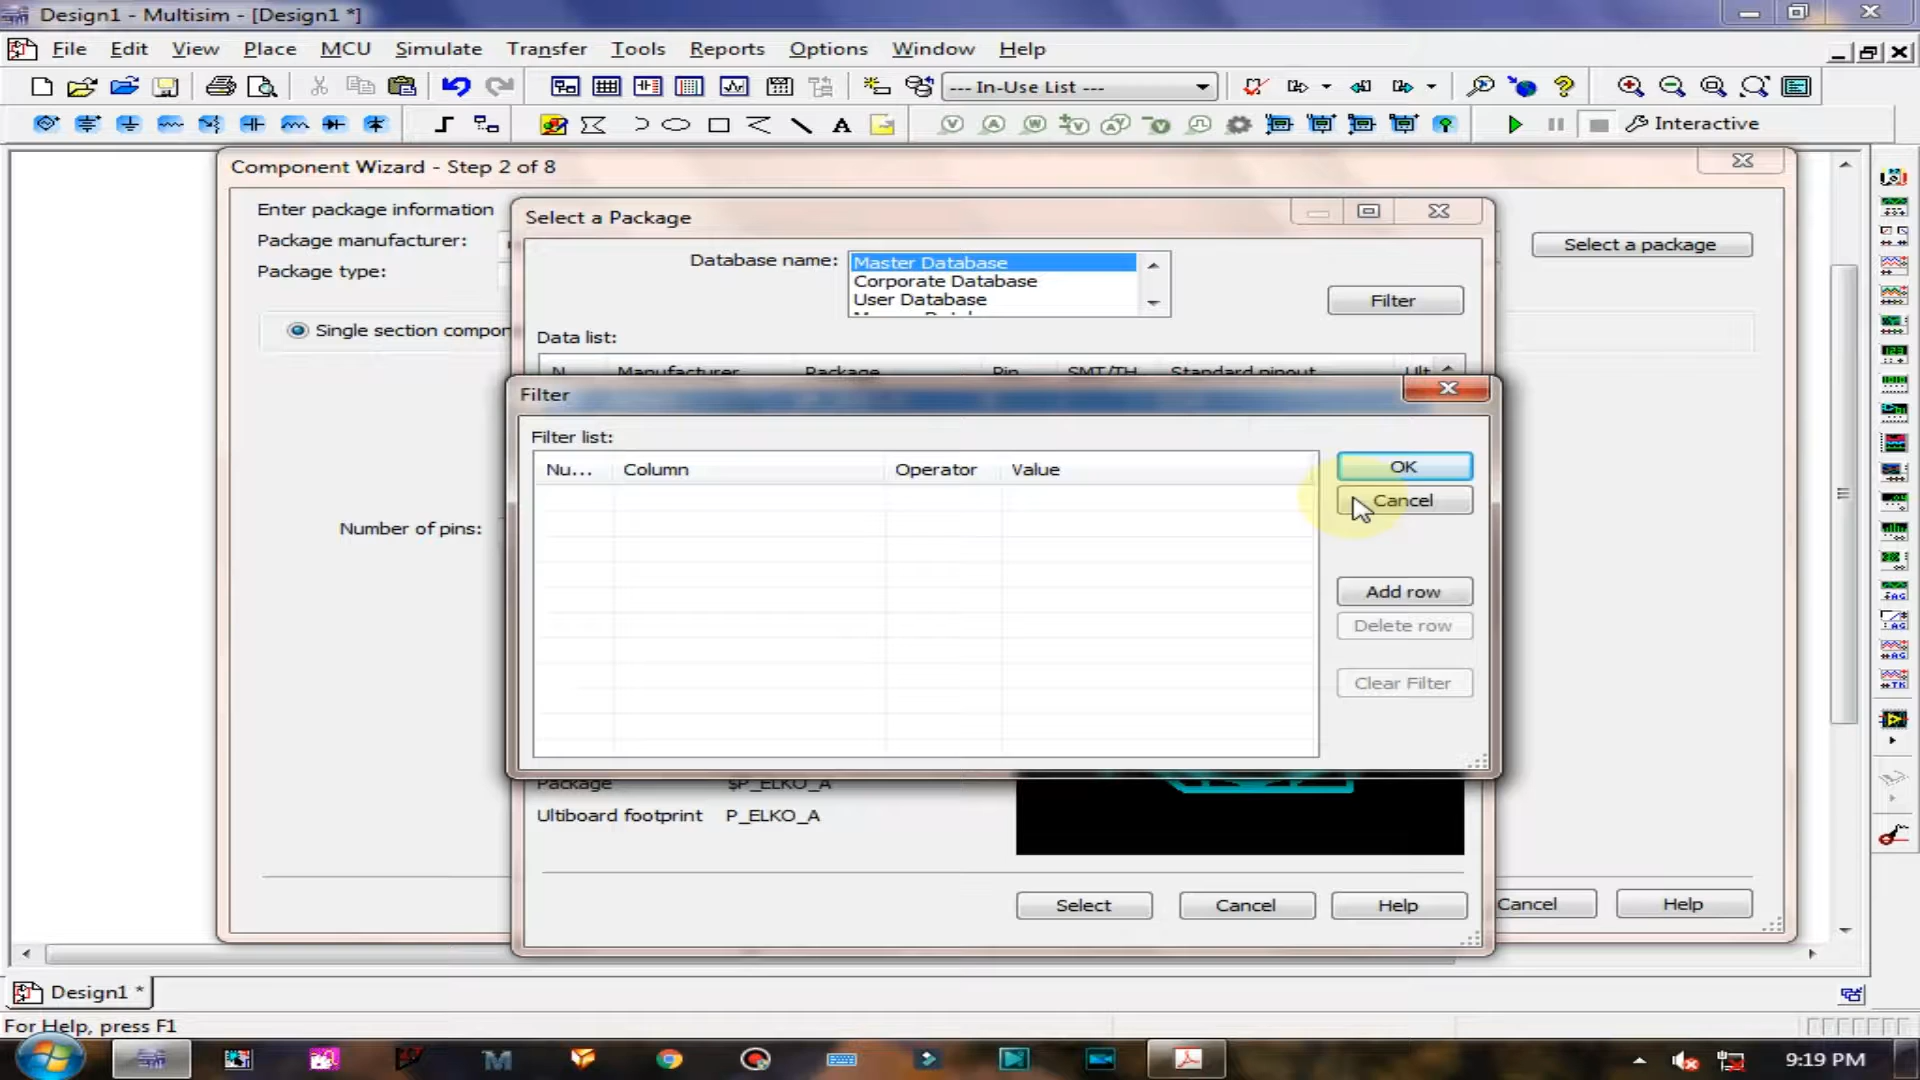 Design1 - Multisim - [Design1 *]
File Edit View Place MCU Simulate Transfer Tools Reports Options Window Help
--- In-Use List ---
Interactive
Component Wizard - Step 2 of 8
Enter package information
Package manufacturer:
Package type:
Select a package
Single section compon
Number of pins:
Cancel
Help
Select a Package
Database name:
Master Database
Corporate Database
User Database
Filter
Data list:
Manufacturer Package Pin SMT/TH Standard pinout Ult
Filter
Filter list:
Nu... Column Operator Value
OK
Cancel
Add row
Delete row
Clear Filter
Package $P_ELKO_A
Ultiboard footprint P_ELKO_A
Select Cancel Help
Design1 *
For Help, press F1
9:19 PM